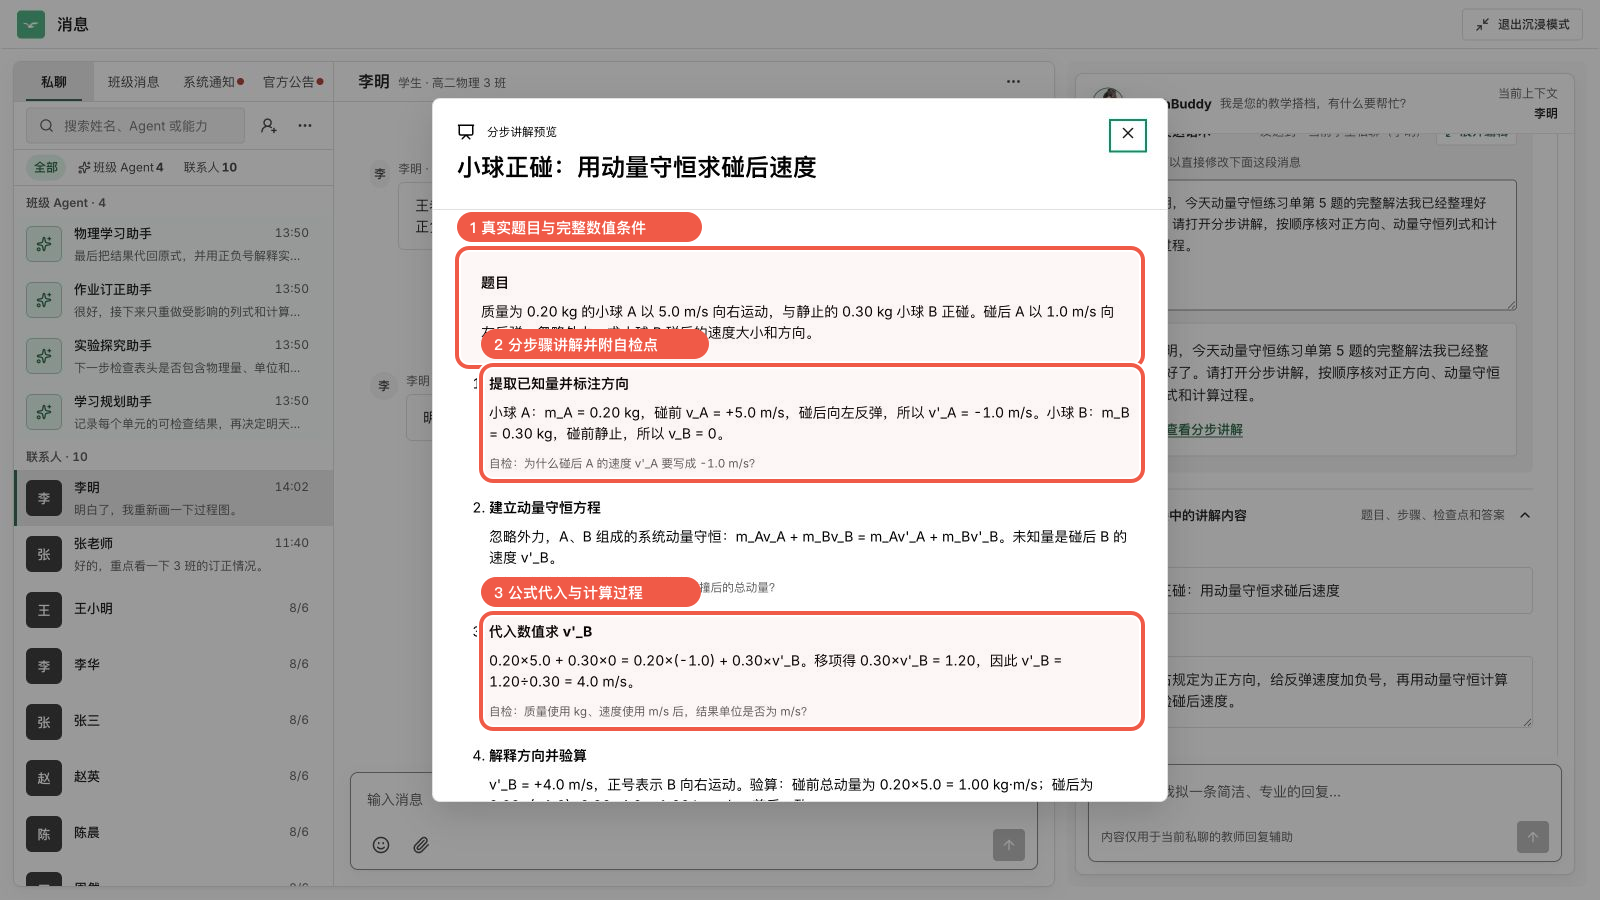 消息
退出沉浸模式
私聊
班级消息
系统通知
官方公告
搜索姓名、Agent 或能力
全部
班级 Agent 4
联系人 10
班级 Agent · 4
物理学习助手
13:50
最后把结果代回原式，并用正负号解释实...
作业订正助手
13:50
很好，接下来只重做受影响的列式和计算...
实验探究助手
13:50
下一步检查表头是否包含物理量、单位和...
学习规划助手
13:50
记录每个单元的可检查结果，再决定明天...
联系人 · 10
李
李明
14:02
明白了，我重新画一下过程图。
张
张老师
11:40
好的，重点看一下 3 班的订正情况。
王
王小明
8/6
李
李华
8/6
张
张三
8/6
赵
赵英
8/6
陈
陈晨
8/6
李明
学生 · 高二物理 3 班
李
李明 ·
李
李明
输入消息
分步讲解预览
小球正碰：用动量守恒求碰后速度
1 真实题目与完整数值条件
题目
质量为 0.20 kg 的小球 A 以 5.0 m/s 向右运动，与静止的 0.30 kg 小球 B 正碰。碰后 A 以 1.0 m/s 向
的速度大小和方向。
2 分步骤讲解并附自检点
提取已知量并标注方向
小球 A：m_A = 0.20 kg，碰前 v_A = +5.0 m/s，碰后向左反弹，所以 v'_A = -1.0 m/s。小球 B：m_B
= 0.30 kg，碰前静止，所以 v_B = 0。
自检：为什么碰后 A 的速度 v'_A 要写成 -1.0 m/s?
2. 建立动量守恒方程
忽略外力，A、B 组成的系统动量守恒：m_Av_A + m_Bv_B = m_Av'_A + m_Bv'_B。未知量是碰后 B 的
速度 v'_B。
撞后的总动量?
3 公式代入与计算过程
代入数值求 v'_B
0.20×5.0 + 0.30×0 = 0.20×(-1.0) + 0.30×v'_B。移项得 0.30×v'_B = 1.20，因此 v'_B =
1.20÷0.30 = 4.0 m/s。
自检：质量使用 kg、速度使用 m/s 后，结果单位是否为 m/s?
4. 解释方向并验算
v'_B = +4.0 m/s，正号表示 B 向右运动。验算：碰前总动量为 0.20×5.0 = 1.00 kg·m/s；碰后为
Buddy
我是您的教学搭档，有什么要帮忙?
当前上下文
李明
以直接修改下面这段消息
，今天动量守恒练习单第 5 题的完整解法我已经整理好
请打开分步讲解，按顺序核对正方向、动量守恒列式和计
程。
明，今天动量守恒练习单第 5 题的完整解法我已经整
好了。请打开分步讲解，按顺序核对正方向、动量守恒
式和计算过程。
查看分步讲解
中的讲解内容
题目、步骤、检查点和答案
碰：用动量守恒求碰后速度
规定为正方向，给反弹速度加负号，再用动量守恒计算
碰后速度。
拟一条简洁、专业的回复...
内容仅用于当前私聊的教师回复辅助